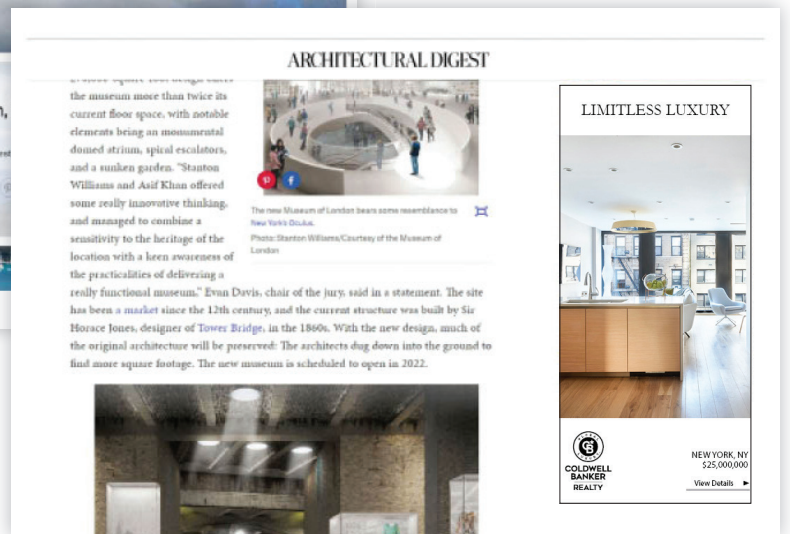 ARCHITECTURAL DIGEST
the museum more than twice its
current floor space, with notable
elements being an monumental
domed atrium, spiral escalators,
and a sunken garden. "Stanton
Williams and Asif Khan offered
some really innovative thinking,
and managed to combine a
sensitivity to the heritage of the
location with a keen awareness of
the practicalities of delivering a
really functional museum," Evan Davis, chair of the jury, said in a statement. The site
has been a market since the 12th century, and the current structure was built by Sir
Horace Jones, designer of Tower Bridge, in the 1860s. With the new design, much of
the original architecture will be preserved: The architects dug down into the ground to
find more square footage. The new museum is scheduled to open in 2022.
The new Museum of London bears some resemblance to
New York's Oculus.
Photo: Stanton Williams/Courtesy of the Museum of
London
LIMITLESS LUXURY
COLDWELL
BANKER
REALTY
NEW YORK, NY
$25,000,000
View Details